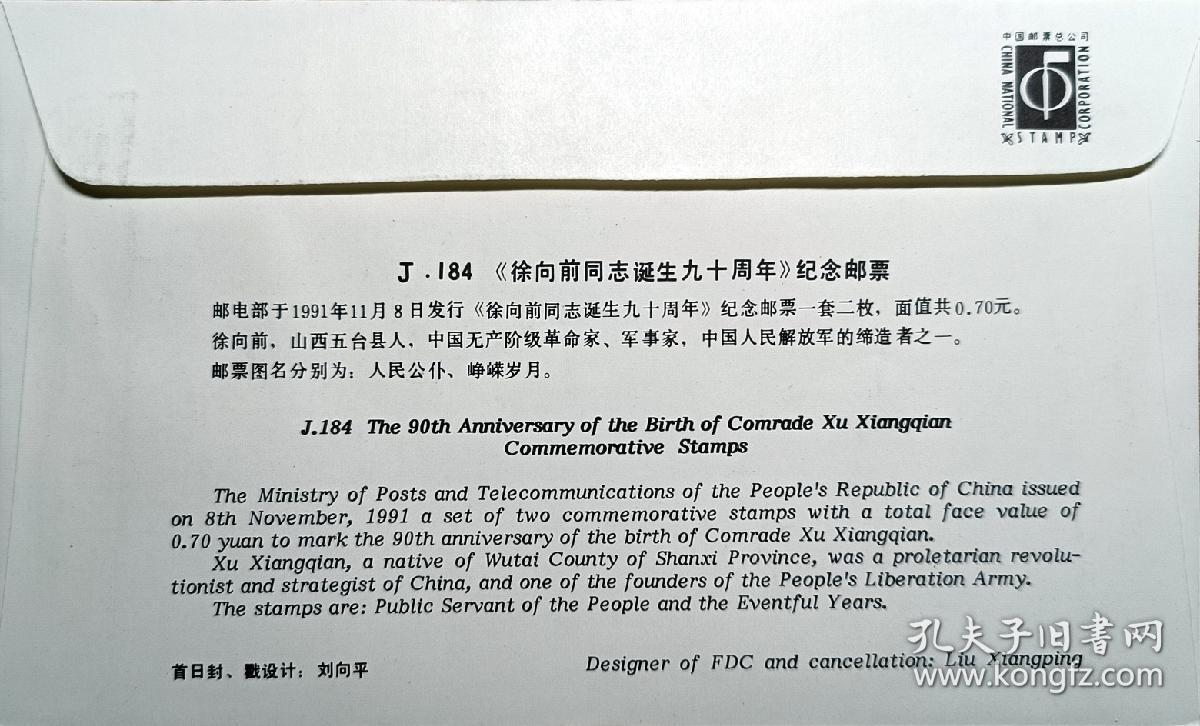 中国邮票总公司
CHINA NATIONAL
STAMP
CORPORATION
J.184 《徐向前同志诞生九十周年》纪念邮票
邮电部于1991年11月8日发行《徐向前同志诞生九十周年》纪念邮票一套二枚，面值共0.70元。
徐向前，山西五台县人，中国无产阶级革命家、军事家，中国人民解放军的缔造者之一。
邮票图名分别为：人民公仆、峥嵘岁月。
J.184 The 90th Anniversary of the Birth of Comrade Xu Xiangqian
Commemorative Stamps
The Ministry of Posts and Telecommunications of the People's Republic of China issued
on 8th November, 1991 a set of two commemorative stamps with a total face value of
0.70 yuan to mark the 90th anniversary of the birth of Comrade Xu Xiangqian.
Xu Xiangqian, a native of Wutai County of Shanxi Province, was a proletarian revolu-
tionist and strategist of China, and one of the founders of the People's Liberation Army.
The stamps are: Public Servant of the People and the Eventful Years.
首日封、戳设计：刘向平
Designer of FDC and cancellation: Liu Xiangping
孔夫子旧书网
www.kongfz.com